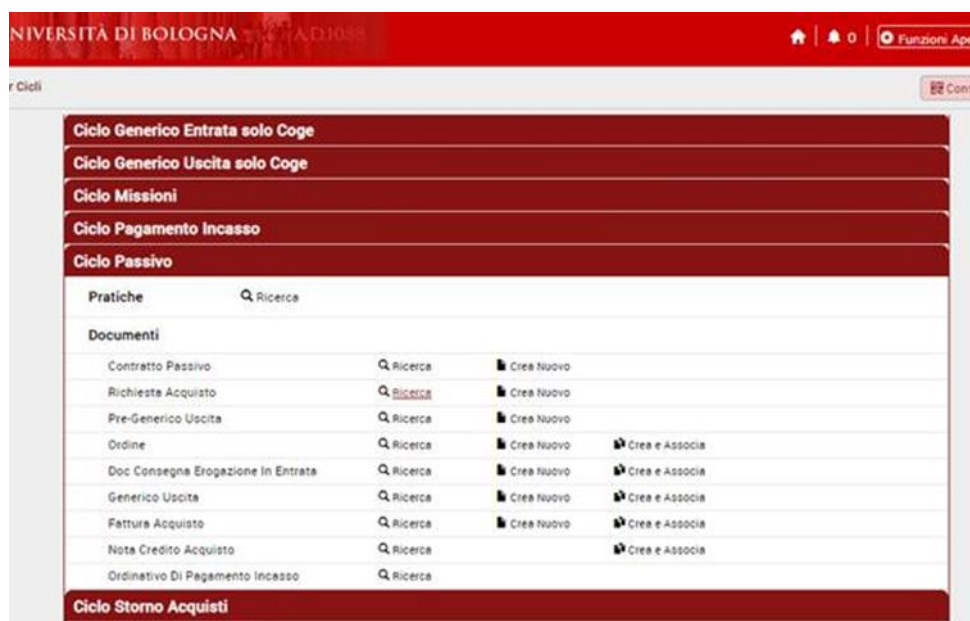 NIVERSITÀ DI BOLOGNA A.D.1088
0 Funzioni Ape
r Cicli
Con
Ciclo Generico Entrata solo Coge
Ciclo Generico Uscita solo Coge
Ciclo Missioni
Ciclo Pagamento Incasso
Ciclo Passivo
Pratiche Ricerca
Documenti
Contratto Passivo Ricerca Crea Nuovo
Richiesta Acquisto Ricerca Crea Nuovo
Pre-Generico Uscita Ricerca Crea Nuovo
Ordine Ricerca Crea Nuovo Crea e Associa
Doc Consegna Erogazione In Entrata Ricerca Crea Nuovo Crea e Associa
Generico Uscita Ricerca Crea Nuovo Crea e Associa
Fattura Acquisto Ricerca Crea Nuovo Crea e Associa
Nota Credito Acquisto Ricerca Crea e Associa
Ordinativo Di Pagamento Incasso Ricerca
Ciclo Storno Acquisti